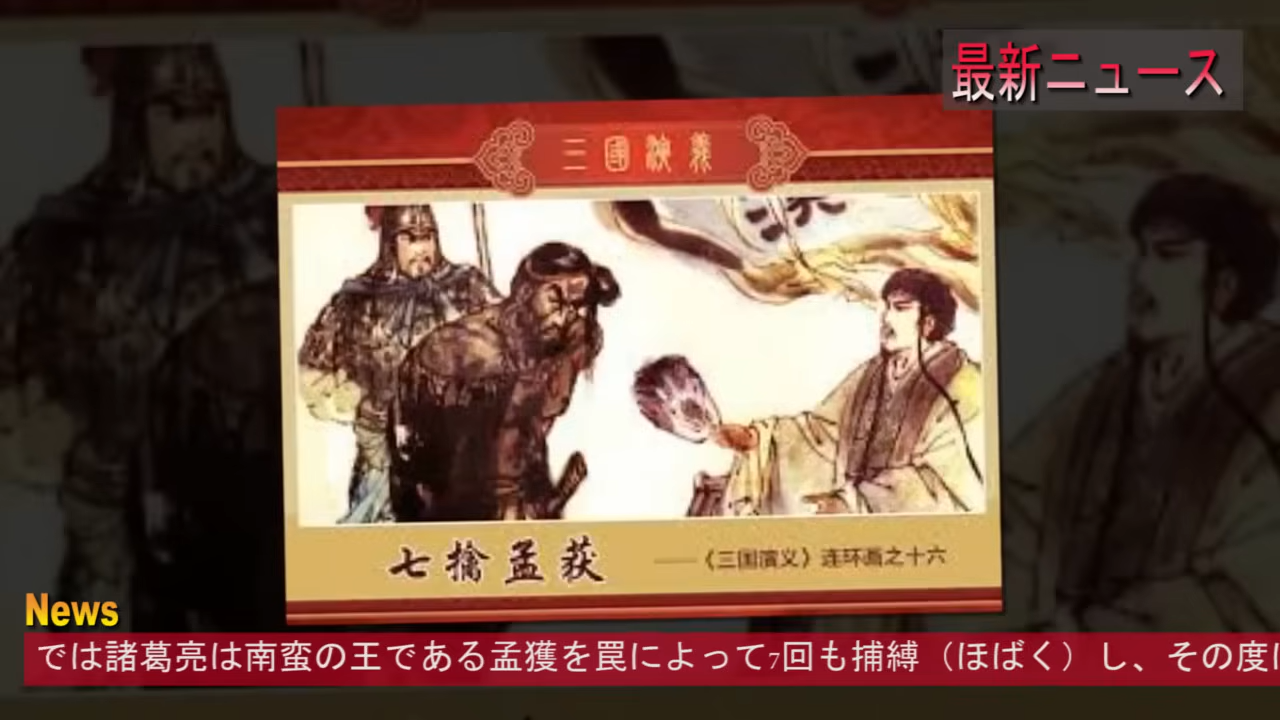 最新ニュース
三國演義
七擒孟获
——《三国演义》连环画之十六
News
では諸葛亮は南蛮の王である孟獲を罠によって7回も捕縛（ほばく）し、その度に